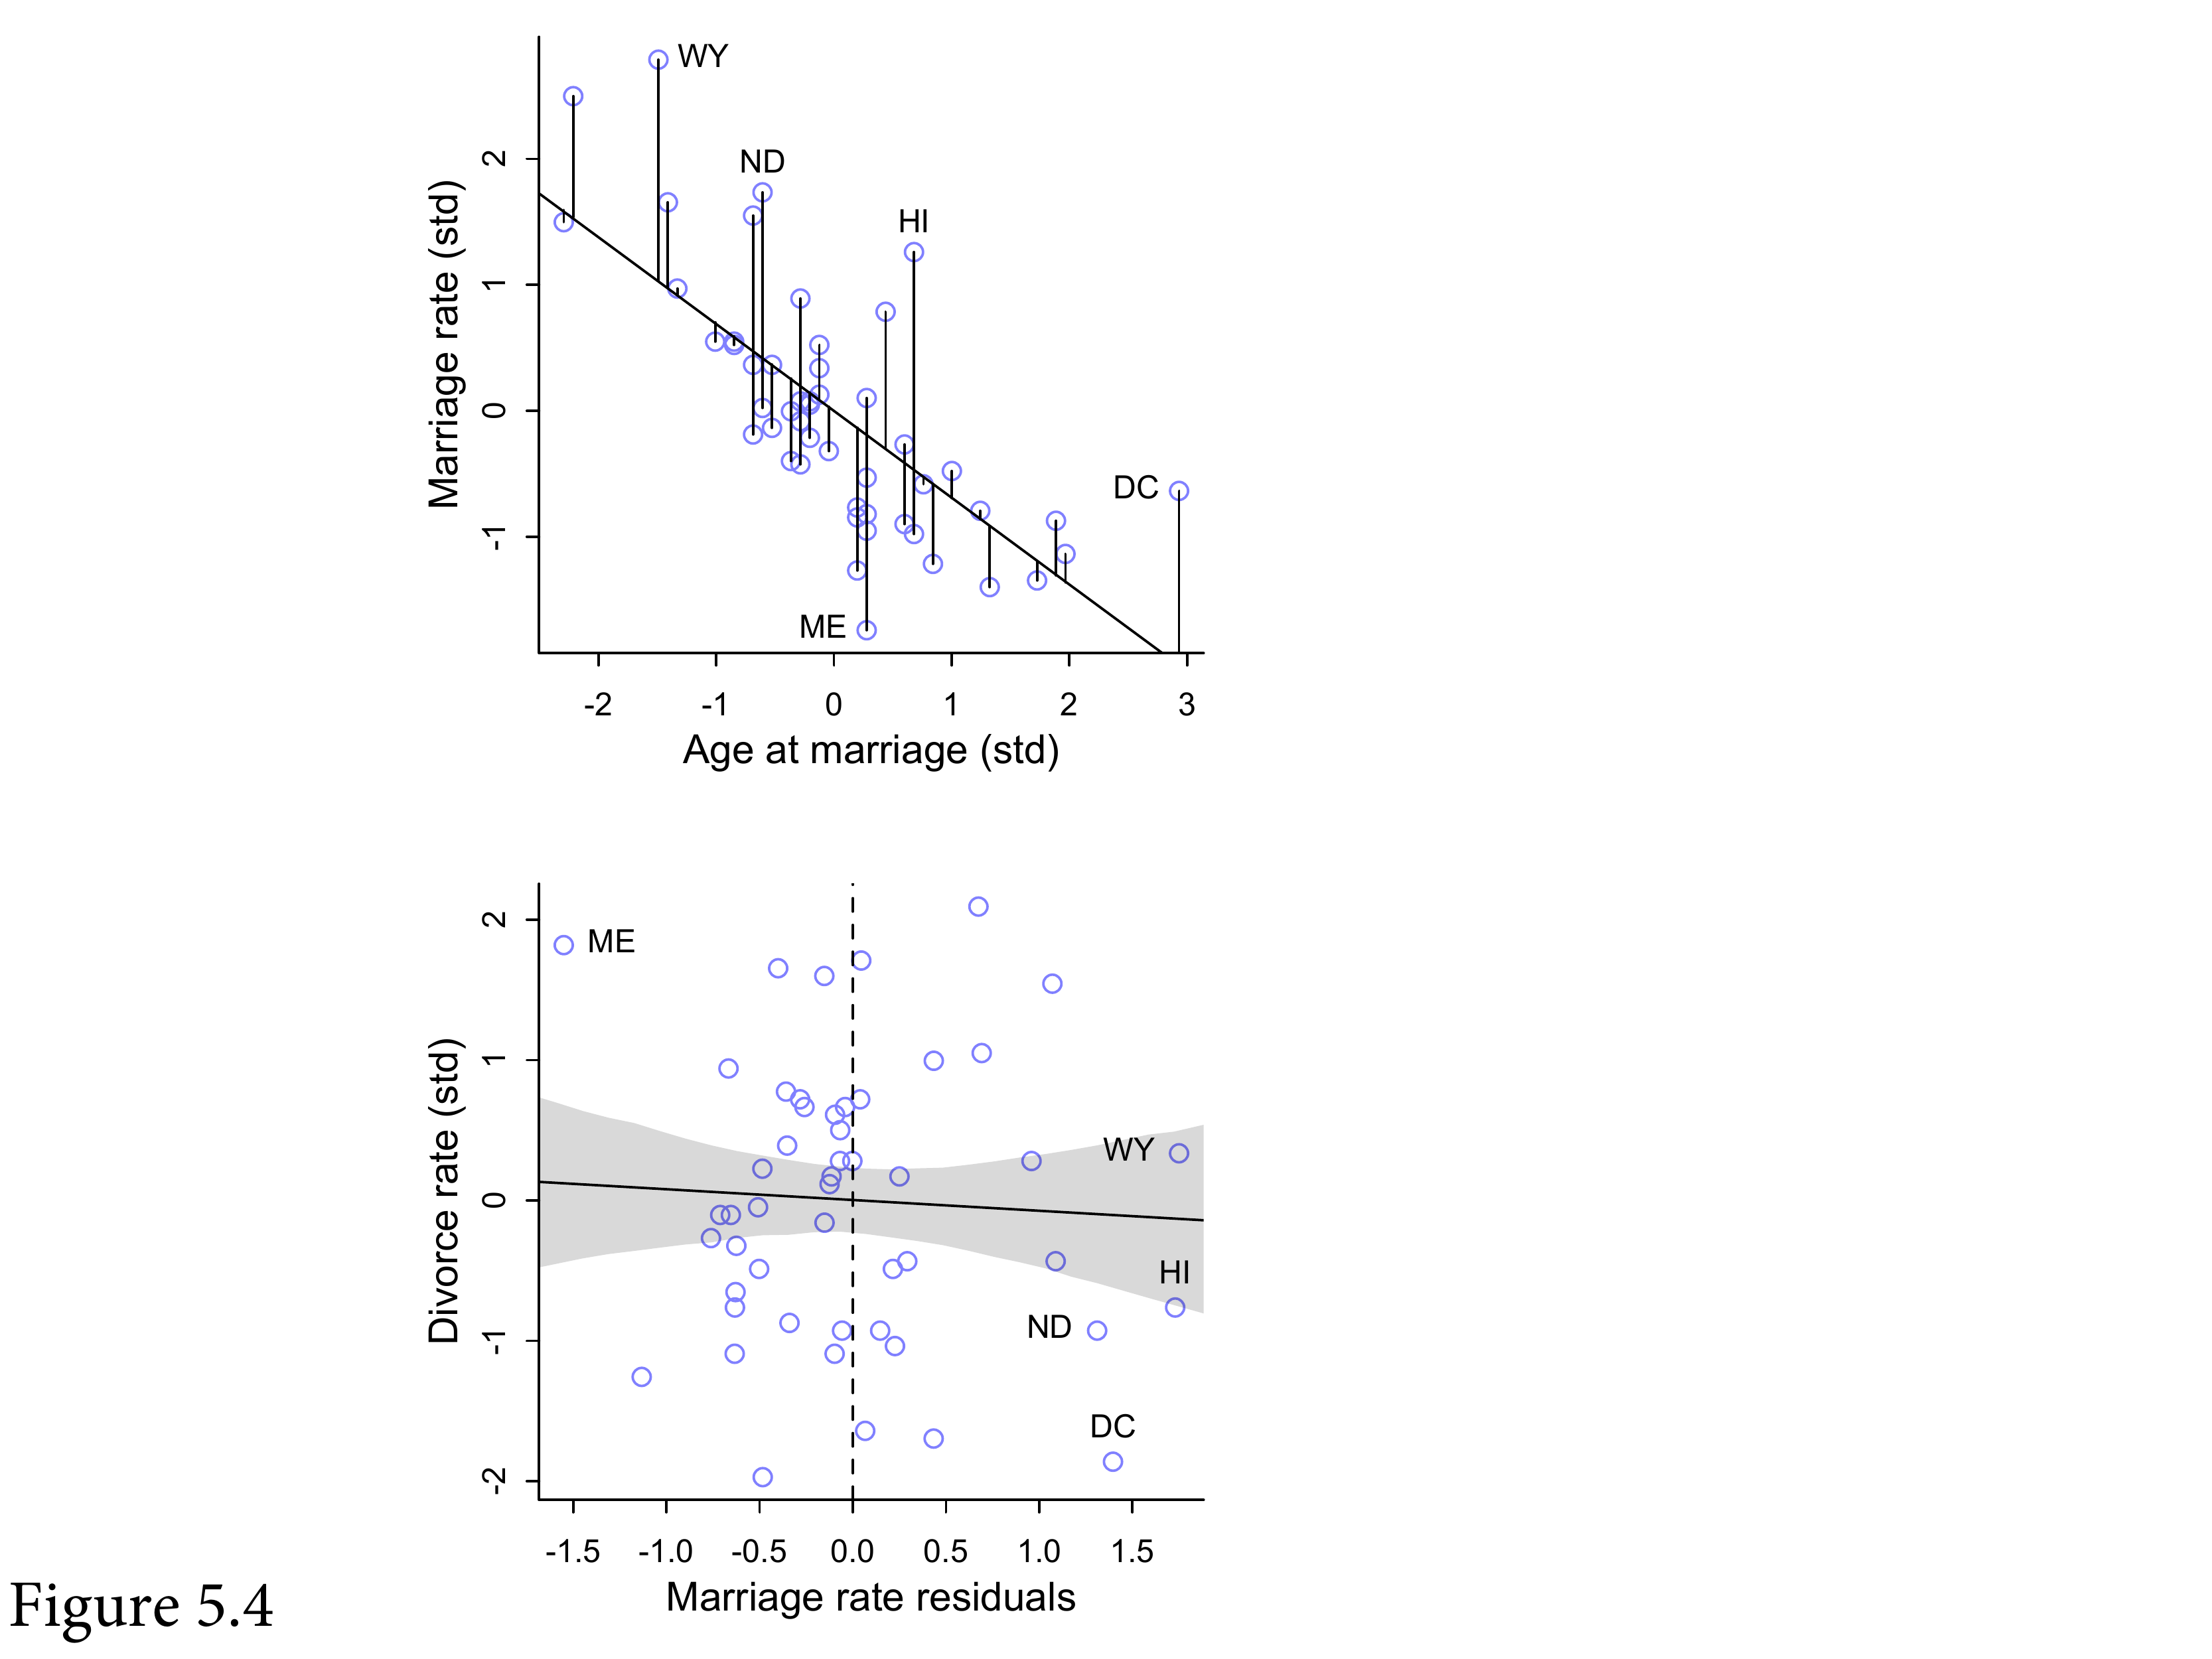 WY
ND
HI
DC
ME
Marriage rate (std)
2
1
0
-1
-2 -1 0 1 2 3
Age at marriage (std)
ME
WY
HI
ND
DC
Divorce rate (std)
2
1
0
-1
-2
-1.5 -1.0 -0.5 0.0 0.5 1.0 1.5
Marriage rate residuals
Figure 5.4